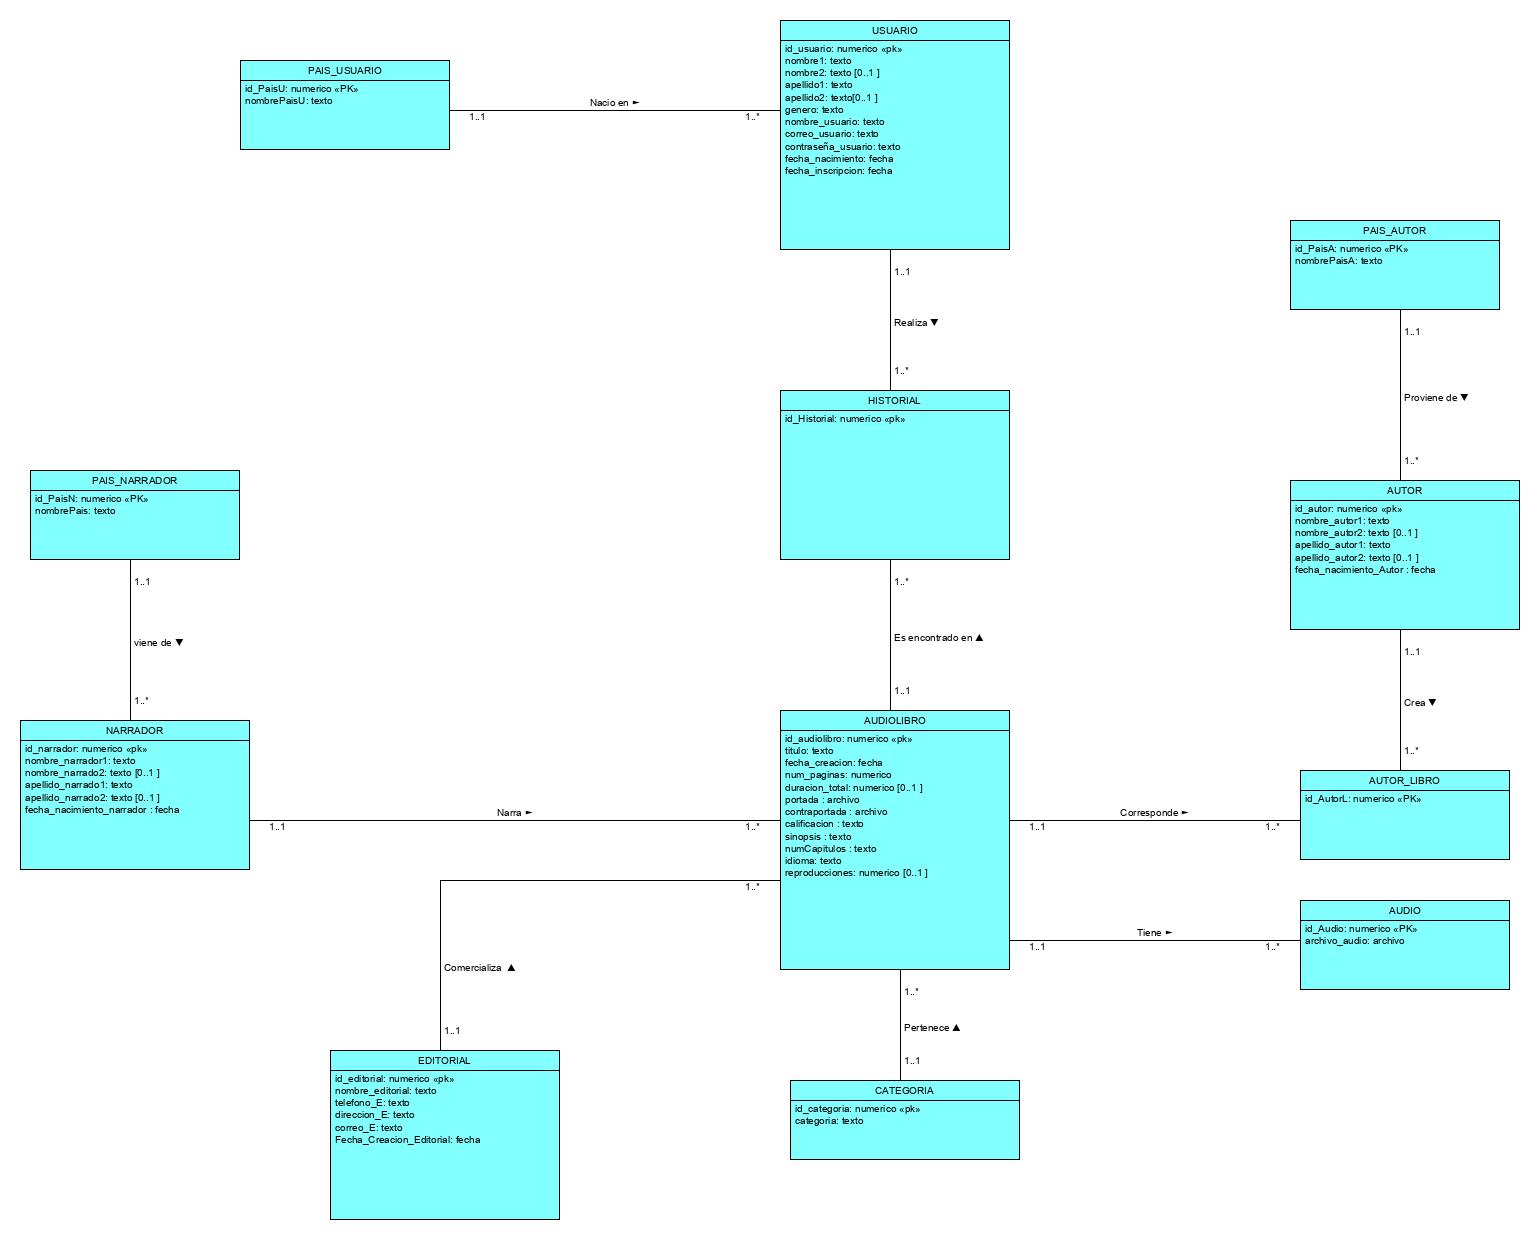 USUARIO
id_usuario: numerico «pk»
nombre1: texto
nombre2: texto [0..1 ]
apellido1: texto
apellido2: texto[0..1 ]
genero: texto
nombre_usuario: texto
correo_usuario: texto
contraseña_usuario: texto
fecha_nacimiento: fecha
fecha_inscripcion: fecha
PAIS_USUARIO
id_PaisU: numerico «PK»
nombrePaisU: texto
Nacio en ►
1..1
1..*
PAIS_AUTOR
id_PaisA: numerico «PK»
nombrePaisA: texto
1..1
Realiza ▼
1..*
1..1
Proviene de ▼
1..*
HISTORIAL
id_Historial: numerico «pk»
PAIS_NARRADOR
id_PaisN: numerico «PK»
nombrePais: texto
AUTOR
id_autor: numerico «pk»
nombre_autor1: texto
nombre_autor2: texto [0..1 ]
apellido_autor1: texto
apellido_autor2: texto [0..1 ]
fecha_nacimiento_Autor : fecha
1..1
viene de ▼
1..*
1..*
Es encontrado en ▲
1..1
1..1
Crea ▼
1..*
NARRADOR
id_narrador: numerico «pk»
nombre_narrador1: texto
nombre_narrado2: texto [0..1 ]
apellido_narrado1: texto
apellido_narrado2: texto [0..1 ]
fecha_nacimiento_narrador : fecha
Narra ►
1..1
1..*
AUDIOLIBRO
id_audiolibro: numerico «pk»
titulo: texto
fecha_creacion: fecha
num_paginas: numerico
duracion_total: numerico [0..1 ]
portada : archivo
contraportada : archivo
calificacion : texto
sinopsis : texto
numCapitulos : texto
idioma: texto
reproducciones: numerico [0..1 ]
Corresponde ►
1..1
1..*
AUTOR_LIBRO
id_AutorL: numerico «PK»
Tiene ►
1..1
1..*
AUDIO
id_Audio: numerico «PK»
archivo_audio: archivo
1..*
Comercializa ▲
1..1
1..*
Pertenece ▲
1..1
EDITORIAL
id_editorial: numerico «pk»
nombre_editorial: texto
telefono_E: texto
direccion_E: texto
correo_E: texto
Fecha_Creacion_Editorial: fecha
CATEGORIA
id_categoria: numerico «pk»
categoria: texto